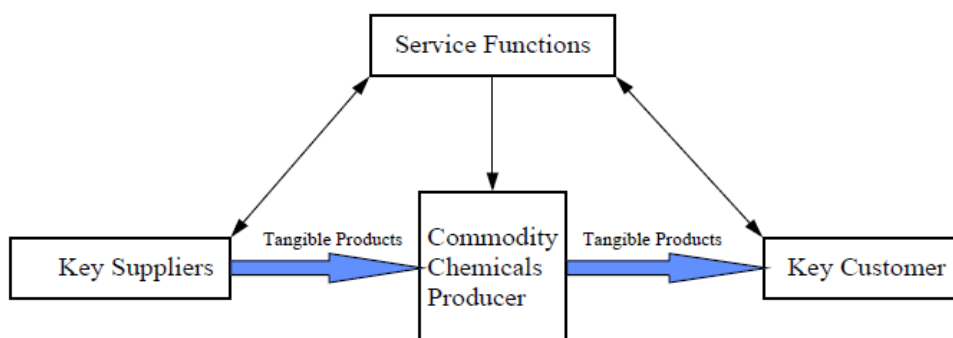 Service Functions
Tangible Products
Tangible Products
Key Suppliers
Commodity
Chemicals
Producer
Key Customer